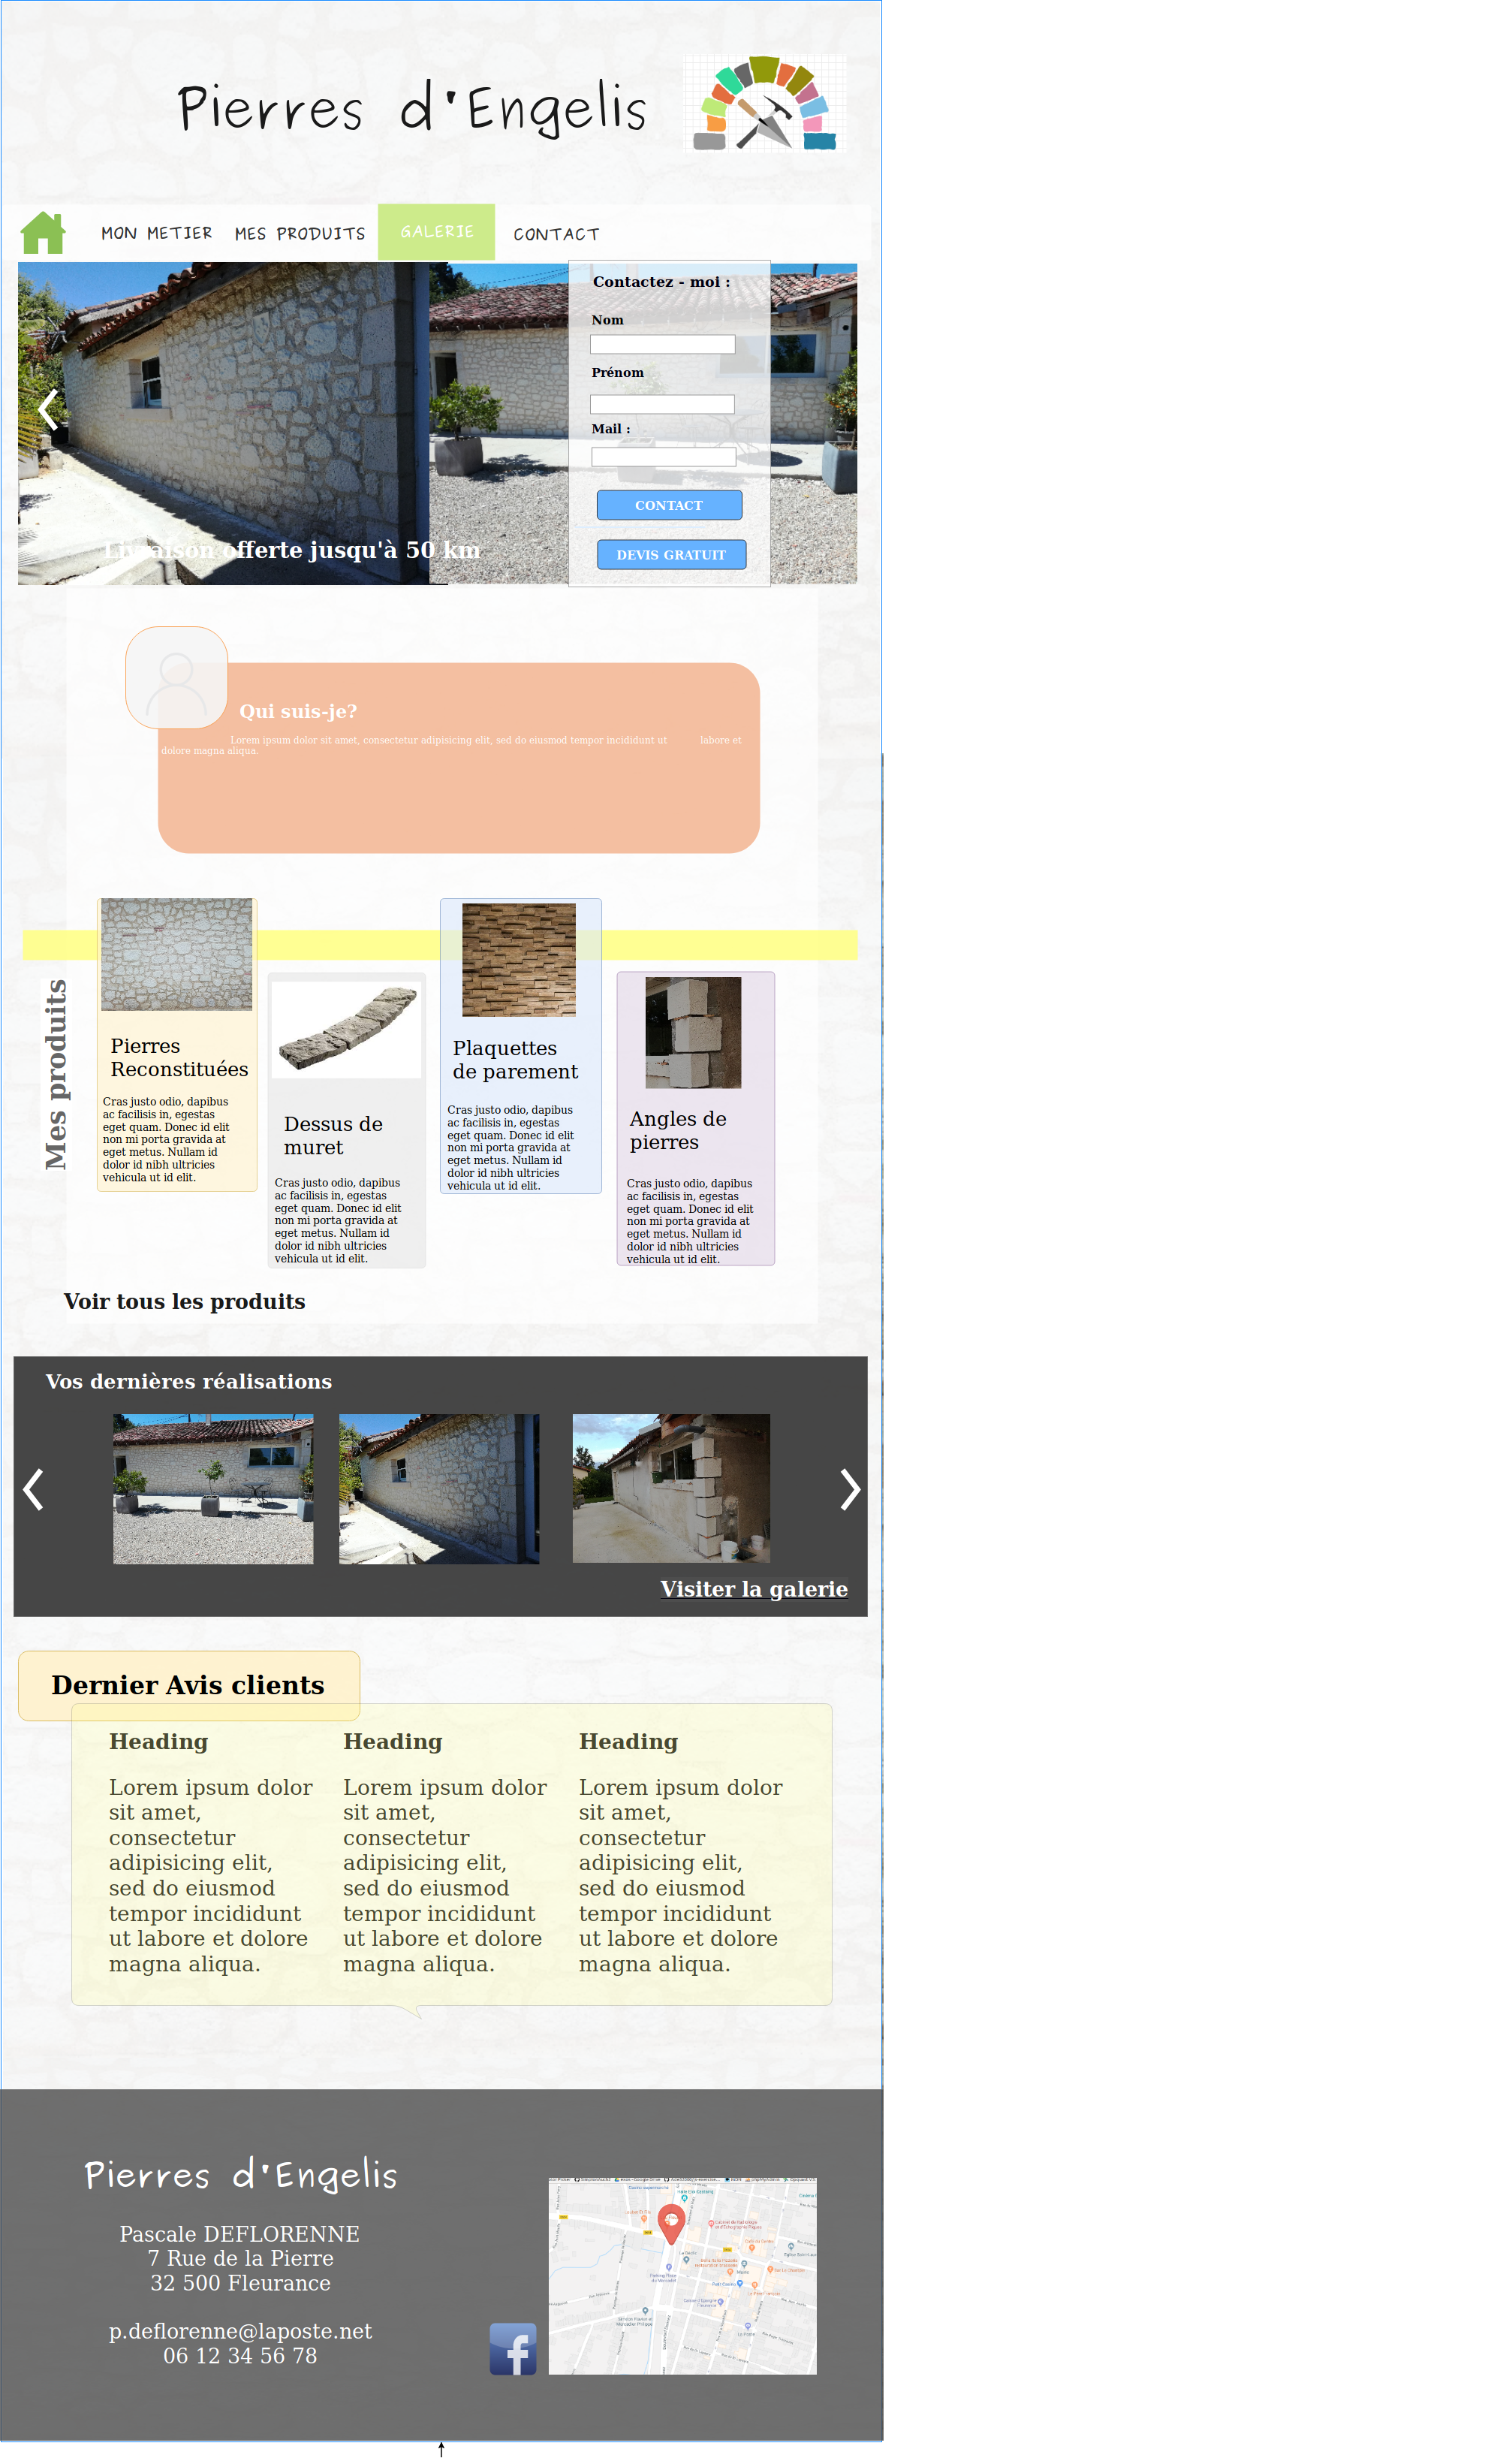 Pierres d'Engelis
MON METIER MES PRODUITS GALERIE CONTACT
Contactez - moi :
Nom
Prénom
Mail :
CONTACT
DEVIS GRATUIT
Livraison offerte jusqu'à 50 km
Qui suis-je?
Lorem ipsum dolor sit amet, consectetur adipisicing elit, sed do eiusmod tempor incididunt ut labore et
dolore magna aliqua.
Mes produits
Pierres
Reconstituées
Cras justo odio, dapibus
ac facilisis in, egestas
eget quam. Donec id elit
non mi porta gravida at
eget metus. Nullam id
dolor id nibh ultricies
vehicula ut id elit.
Dessus de
muret
Cras justo odio, dapibus
ac facilisis in, egestas
eget quam. Donec id elit
non mi porta gravida at
eget metus. Nullam id
dolor id nibh ultricies
vehicula ut id elit.
Plaquettes
de parement
Cras justo odio, dapibus
ac facilisis in, egestas
eget quam. Donec id elit
non mi porta gravida at
eget metus. Nullam id
dolor id nibh ultricies
vehicula ut id elit.
Angles de
pierres
Cras justo odio, dapibus
ac facilisis in, egestas
eget quam. Donec id elit
non mi porta gravida at
eget metus. Nullam id
dolor id nibh ultricies
vehicula ut id elit.
Voir tous les produits
Vos dernières réalisations
Visiter la galerie
Dernier Avis clients
Heading
Lorem ipsum dolor
sit amet,
consectetur
adipisicing elit,
sed do eiusmod
tempor incididunt
ut labore et dolore
magna aliqua.
Heading
Lorem ipsum dolor
sit amet,
consectetur
adipisicing elit,
sed do eiusmod
tempor incididunt
ut labore et dolore
magna aliqua.
Heading
Lorem ipsum dolor
sit amet,
consectetur
adipisicing elit,
sed do eiusmod
tempor incididunt
ut labore et dolore
magna aliqua.
Pierres d'Engelis
Pascale DEFLORENNE
7 Rue de la Pierre
32 500 Fleurance
p.deflorenne@laposte.net
06 12 34 56 78